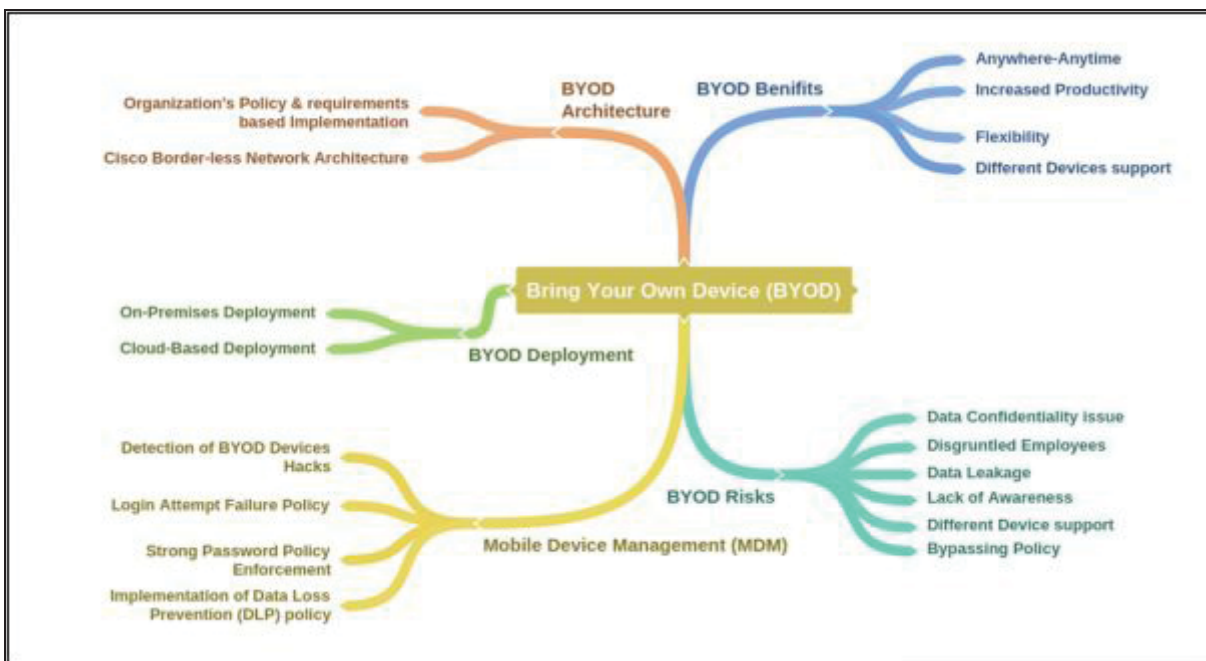 BYOD
Architecture
Organization's Policy & requirements
based Implementation
Cisco Border-less Network Architecture
BYOD Benifits
Anywhere-Anytime
Increased Productivity
Flexibility
Different Devices support
Bring Your Own Device (BYOD)
On-Premises Deployment
Cloud-Based Deployment
BYOD Deployment
Detection of BYOD Devices
Hacks
Login Attempt Failure Policy
Strong Password Policy
Enforcement
Implementation of Data Loss
Prevention (DLP) policy
Mobile Device Management (MDM)
BYOD Risks
Data Confidentiality issue
Disgruntled Employees
Data Leakage
Lack of Awareness
Different Device support
Bypassing Policy